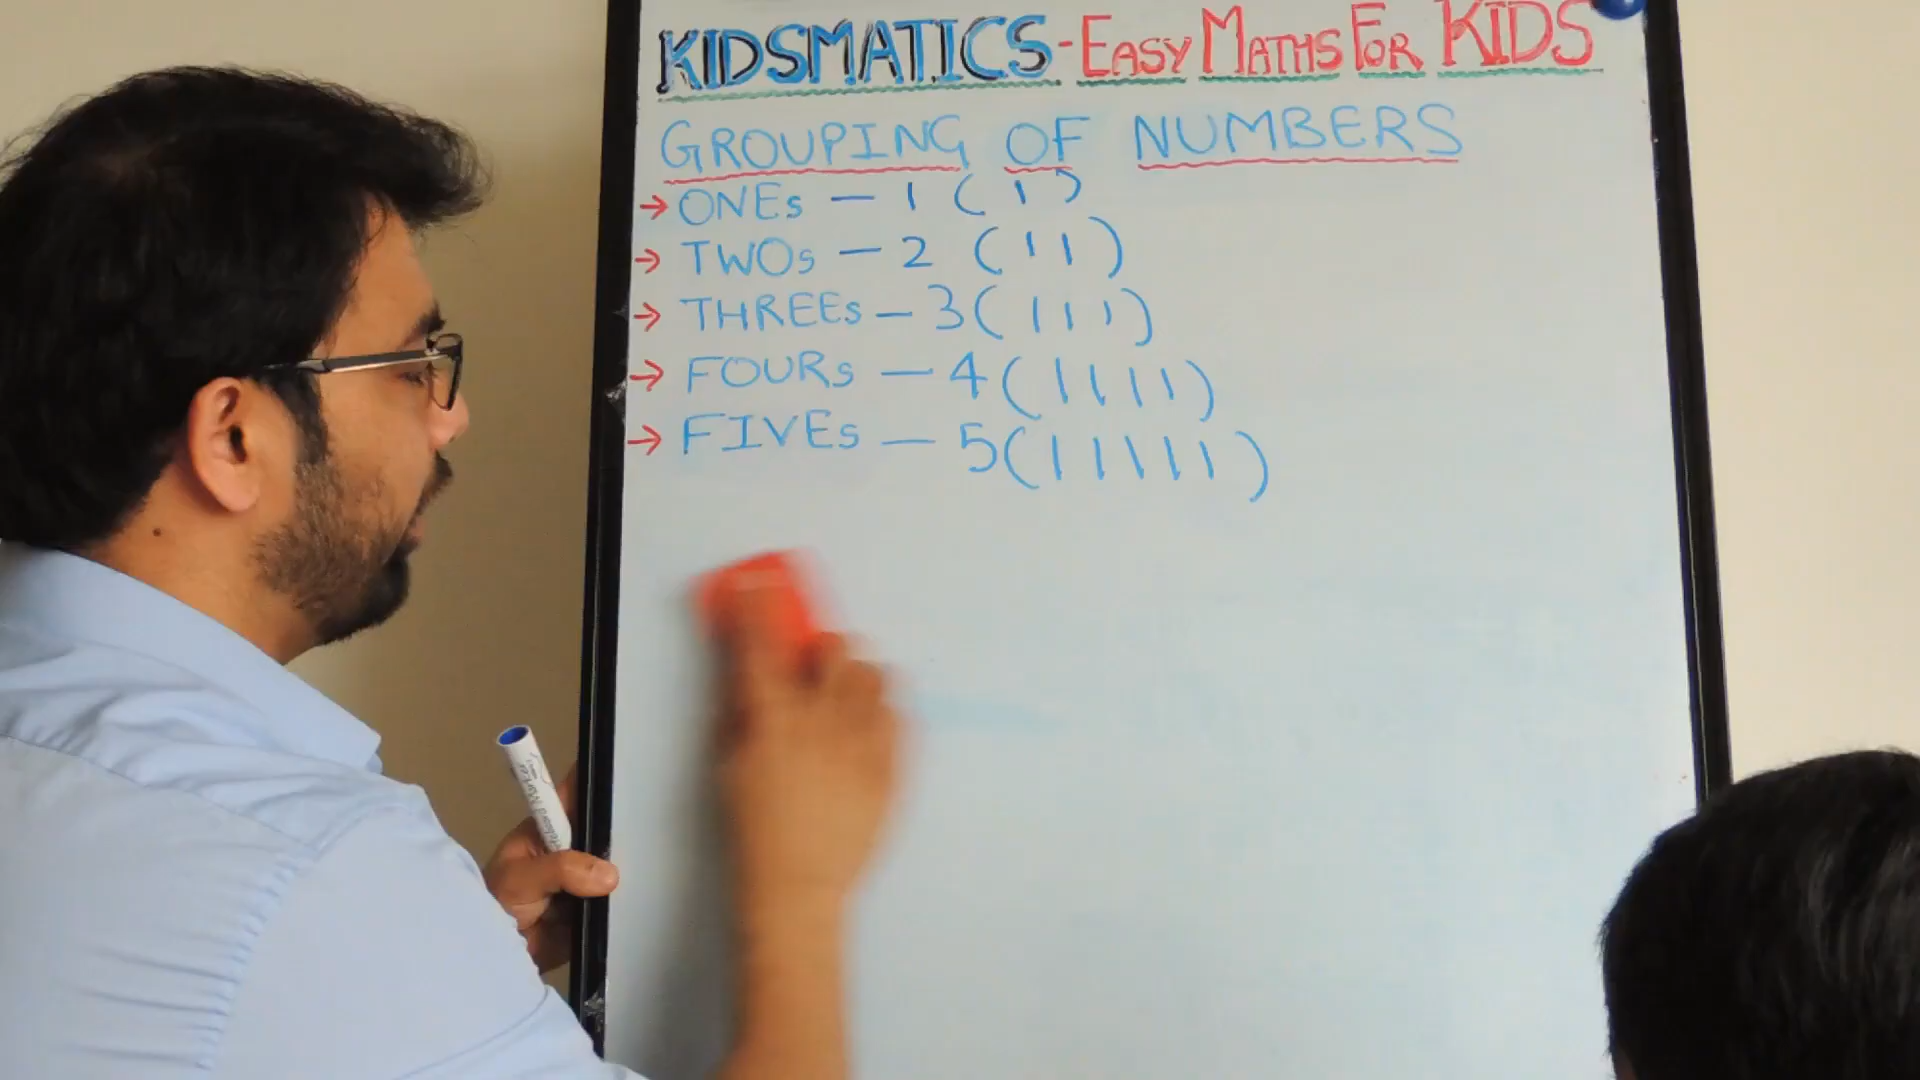 KIDSMATICS - EASY MATHS FOR KIDS
GROUPING OF NUMBERS
→ ONEs — 1 ( 1 )
→ TWOs — 2 ( 1 1 )
→ THREEs — 3 ( 1 1 1 )
→ FOURs — 4 ( 1 1 1 1 )
→ FIVEs — 5 ( 1 1 1 1 1 )